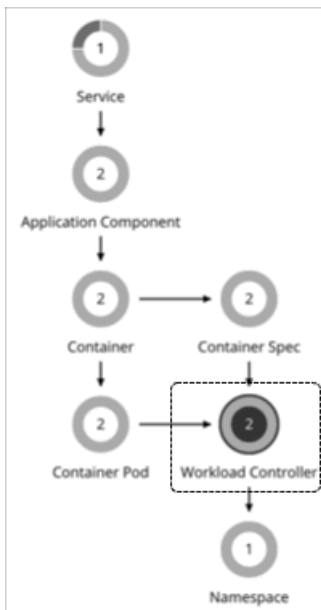 1
Service
2
Application Component
2 2
Container Container Spec
2 2
Container Pod Workload Controller
1
Namespace